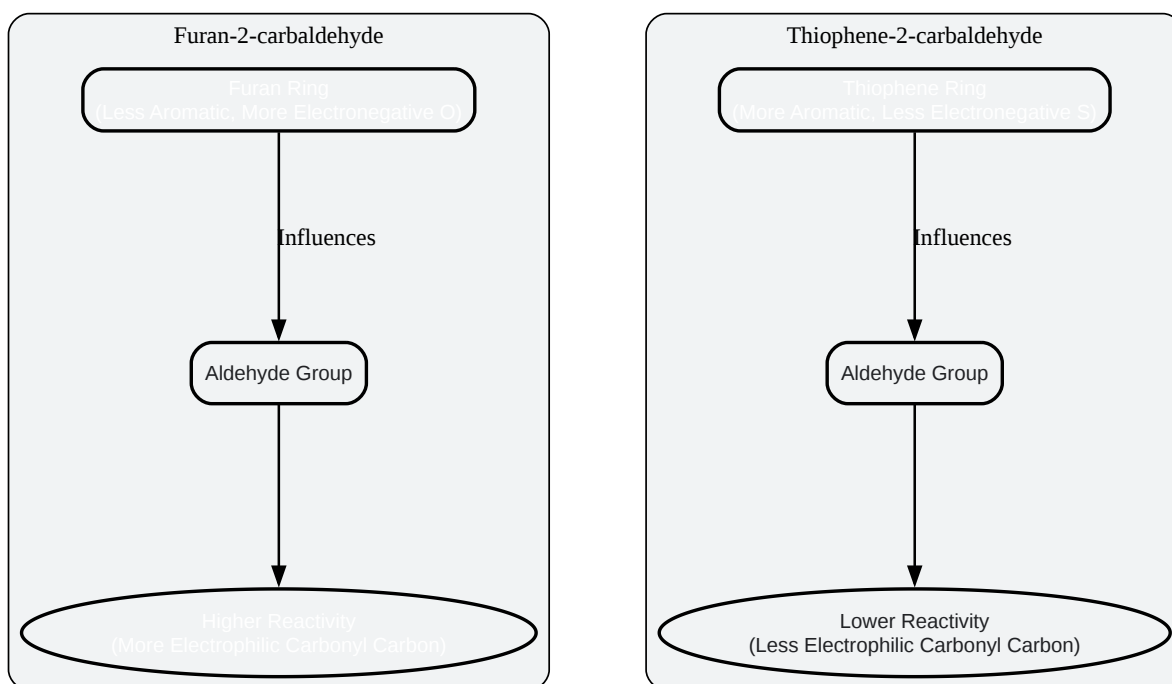 Furan-2-carbaldehyde
Furan Ring
(Less Aromatic, More Electronegative O)
Influences
Aldehyde Group
Higher Reactivity
(More Electrophilic Carbonyl Carbon)
Thiophene-2-carbaldehyde
Thiophene Ring
(More Aromatic, Less Electronegative S)
Influences
Aldehyde Group
Lower Reactivity
(Less Electrophilic Carbonyl Carbon)